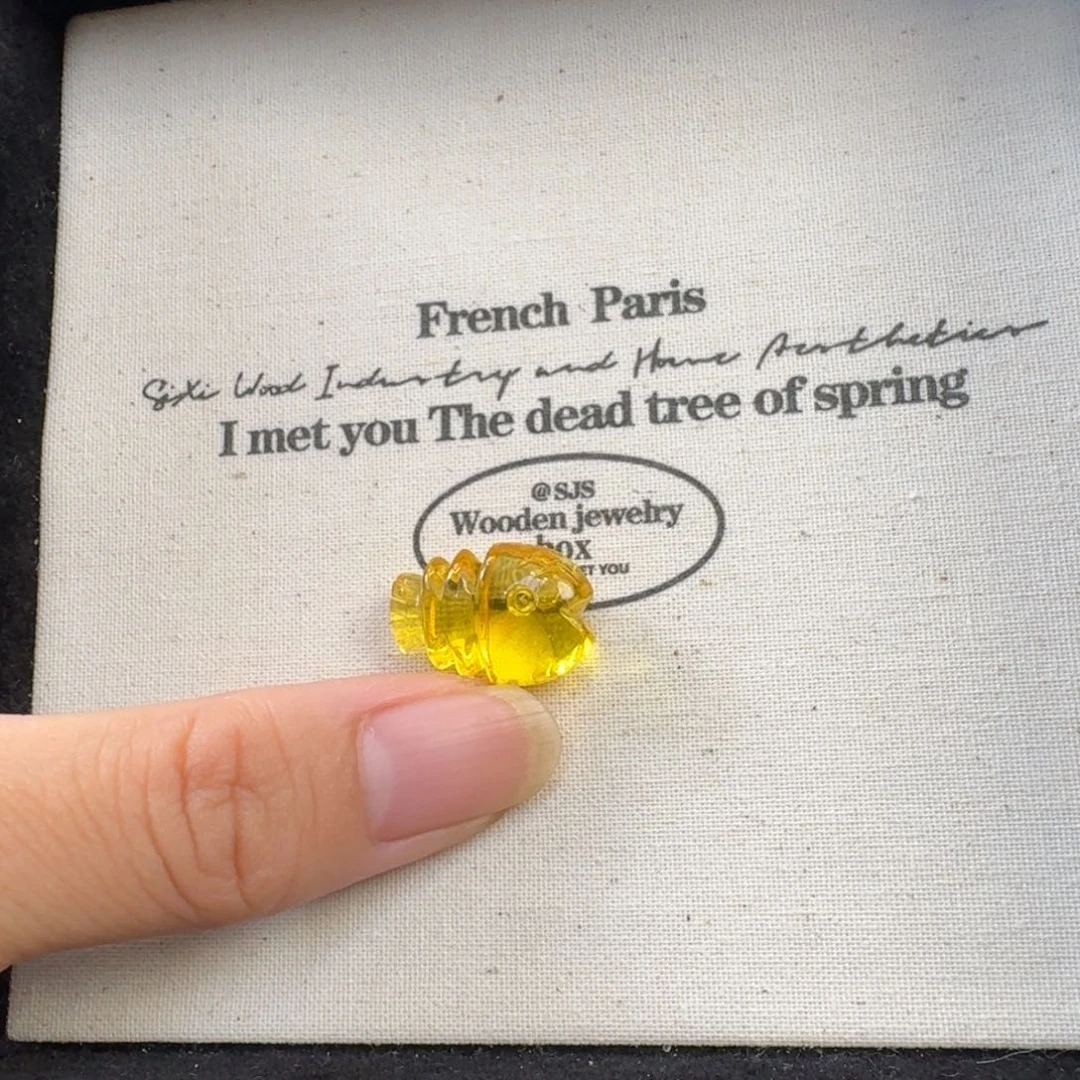 French Paris
SiXi Wood Industry and Home Aesthetics
I met you The dead tree of spring
@SJS
Wooden jewelry
box
YOU